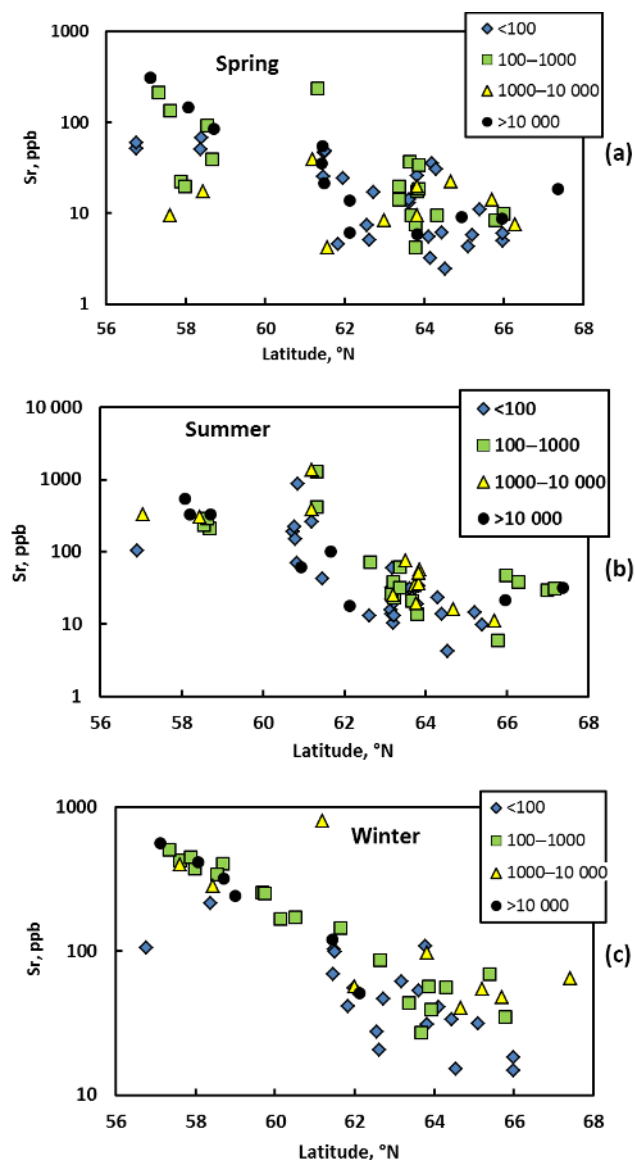 1000
100
10
1
Sr, ppb
Spring
<100
100–1000
1000–10 000
>10 000
(a)
56 58 60 62 64 66 68
Latitude, °N
10 000
1000
100
10
1
Sr, ppb
Summer
<100
100–1000
1000–10 000
>10 000
(b)
56 58 60 62 64 66 68
Latitude, °N
1000
100
10
Sr, ppb
Winter
<100
100–1000
1000–10 000
>10 000
(c)
56 58 60 62 64 66 68
Latitude, °N